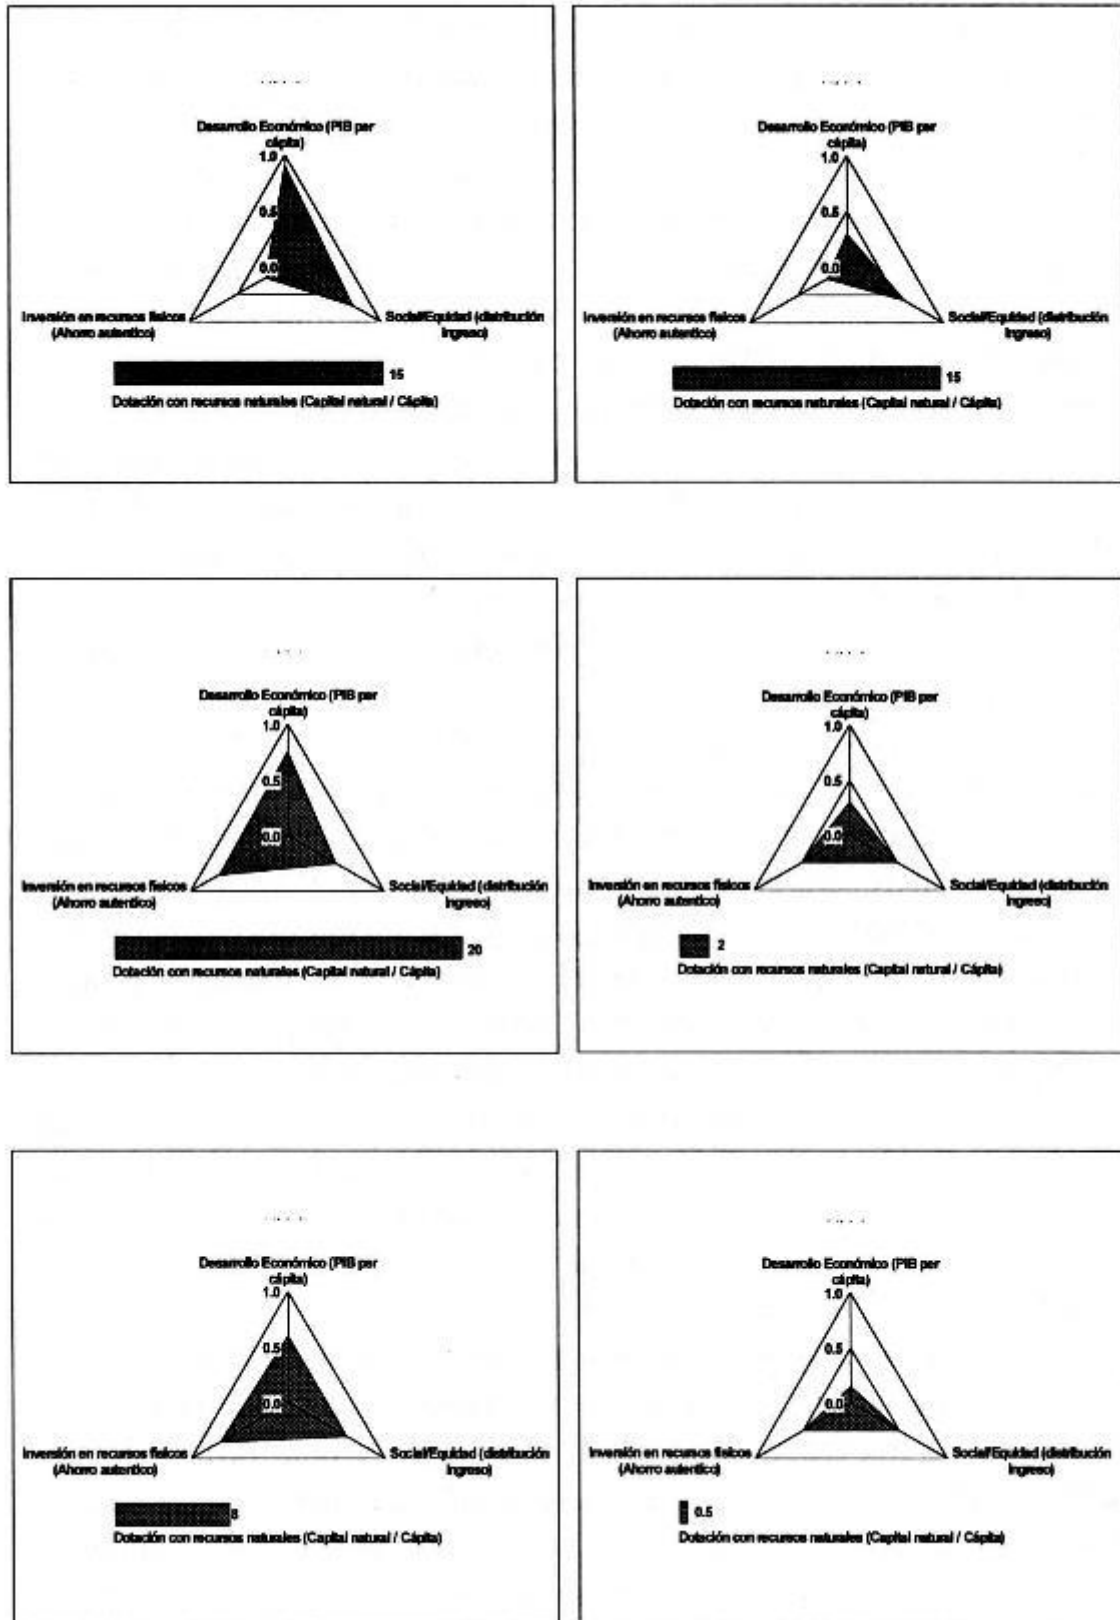 Desarrollo Económico (PIB per
cápita)
1.0
0.5
0.0
Inversión en recursos físicos
(Ahorro autentico)
Social/Equidad (distribución
Ingreso)
15
Dotación con recursos naturales (Capital natural / Cápita)
Desarrollo Económico (PIB per
cápita)
1.0
0.5
0.0
Inversión en recursos físicos
(Ahorro autentico)
Social/Equidad (distribución
Ingreso)
15
Dotación con recursos naturales (Capital natural / Cápita)
Desarrollo Económico (PIB per
cápita)
1.0
0.5
0.0
Inversión en recursos físicos
(Ahorro autentico)
Social/Equidad (distribución
Ingreso)
20
Dotación con recursos naturales (Capital natural / Cápita)
Desarrollo Económico (PIB per
cápita)
1.0
0.5
0.0
Inversión en recursos físicos
(Ahorro autentico)
Social/Equidad (distribución
Ingreso)
2
Dotación con recursos naturales (Capital natural / Cápita)
Desarrollo Económico (PIB per
cápita)
1.0
0.5
0.0
Inversión en recursos físicos
(Ahorro autentico)
Social/Equidad (distribución
Ingreso)
Dotación con recursos naturales (Capital natural / Cápita)
Desarrollo Económico (PIB per
cápita)
1.0
0.5
0.0
Inversión en recursos físicos
(Ahorro autentico)
Social/Equidad (distribución
Ingreso)
0.5
Dotación con recursos naturales (Capital natural / Cápita)